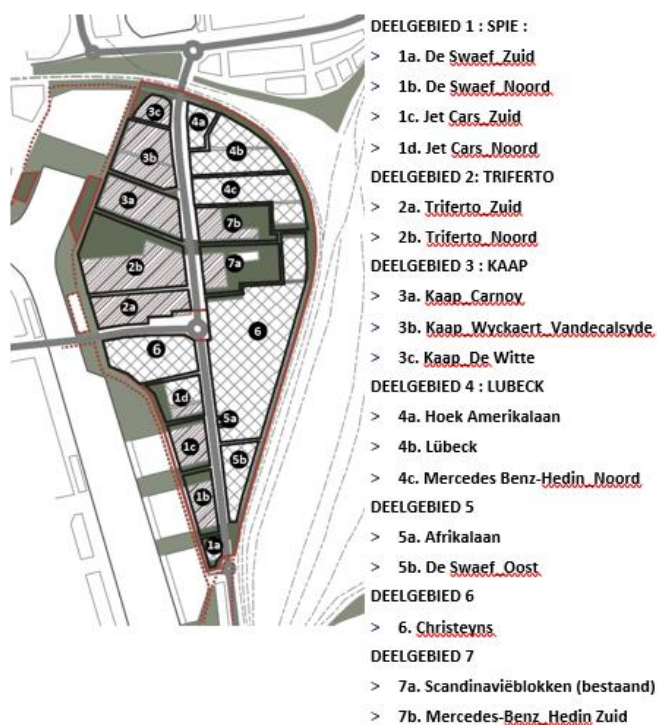 DEELGEBIED 1 : SPIE :
> 1a. De Swaef_Zuid
> 1b. De Swaef_Noord
> 1c. Jet Cars_Zuid
> 1d. Jet Cars_Noord
DEELGEBIED 2: TRIFERTO
> 2a. Triferto_Zuid
> 2b. Triferto_Noord
DEELGEBIED 3 : KAAP
> 3a. Kaap_Carnoy
> 3b. Kaap_Wyckaert_Vandecalsyde
> 3c. Kaap_De Witte
DEELGEBIED 4 : LUBECK
> 4a. Hoek Amerikalaan
> 4b. Lübeck
> 4c. Mercedes Benz-Hedin_Noord
DEELGEBIED 5
> 5a. Afrikalaan
> 5b. De Swaef_Oost
DEELGEBIED 6
> 6. Christeyns
DEELGEBIED 7
> 7a. Scandinaviëblokken (bestaand)
> 7b. Mercedes-Benz_Hedin Zuid
3c
4a
3b
4b
4c
3a
7b
7a
2b
2a
6
6
1d
5a
1c
5b
1b
1a